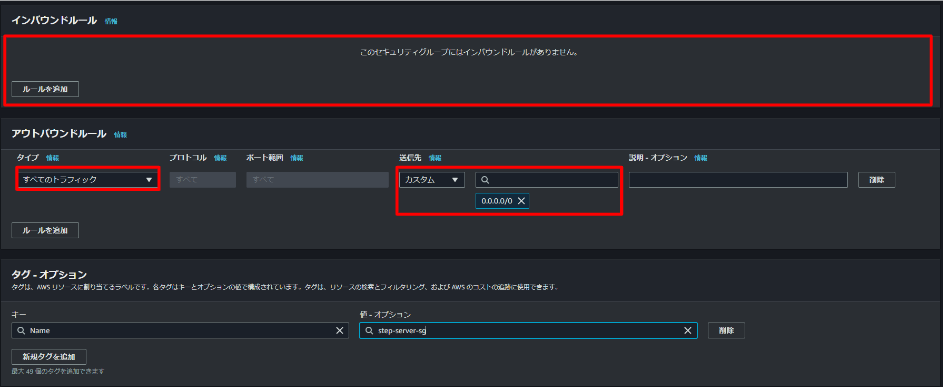 インバウンドルール 情報
このセキュリティグループにはインバウンドルールがありません。
ルールを追加
アウトバウンドルール 情報
タイプ 情報 プロトコル 情報 ポート範囲 情報 送信先 情報 説明 - オプション 情報
すべてのトラフィック すべて すべて カスタム 削除
0.0.0.0/0
ルールを追加
タグ - オプション
タグは、AWS リソースに割り当てるラベルです。各タグはキーとオプションの値で構成されています。タグは、リソースの検索とフィルタリング、および AWS のコストの追跡に使用できます。
キー 値 - オプション
Name step-server-sg 削除
新規タグを追加
最大 49 個のタグを追加できます